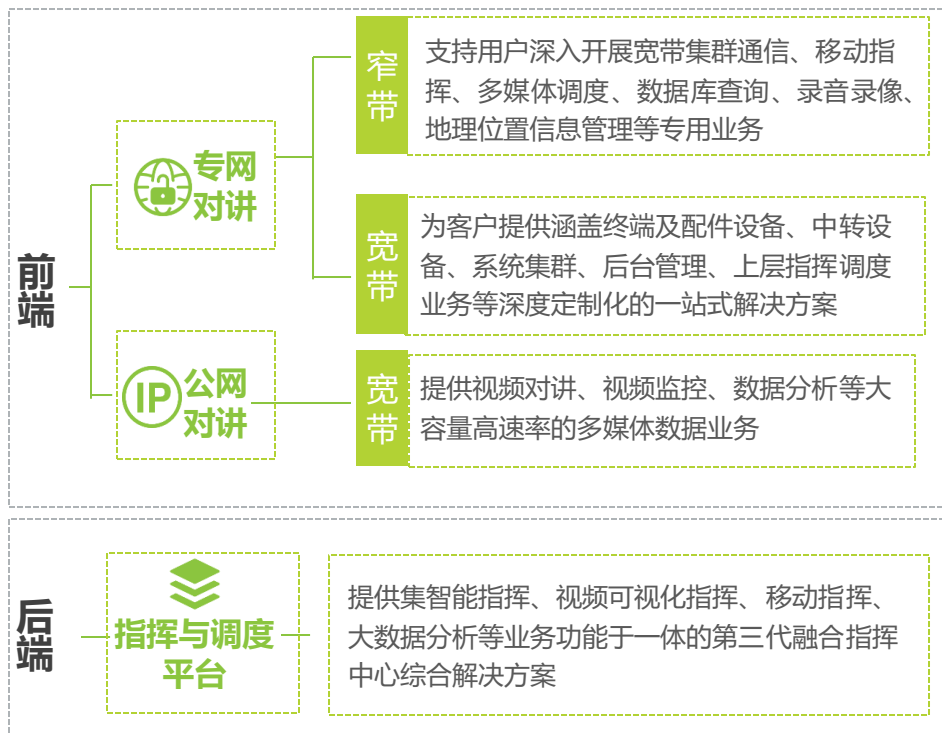 前端
专网
对讲
窄带
支持用户深入开展宽带集群通信、移动指
挥、多媒体调度、数据库查询、录音录像、
地理位置信息管理等专用业务
宽带
为客户提供涵盖终端及配件设备、中转设
备、系统集群、后台管理、上层指挥调度
业务等深度定制化的一站式解决方案
IP
公网
对讲
宽带
提供视频对讲、视频监控、数据分析等大
容量高速率的多媒体数据业务
后端
指挥与调度
平台
提供集智能指挥、视频可视化指挥、移动指挥、
大数据分析等业务功能于一体的第三代融合指挥
中心综合解决方案